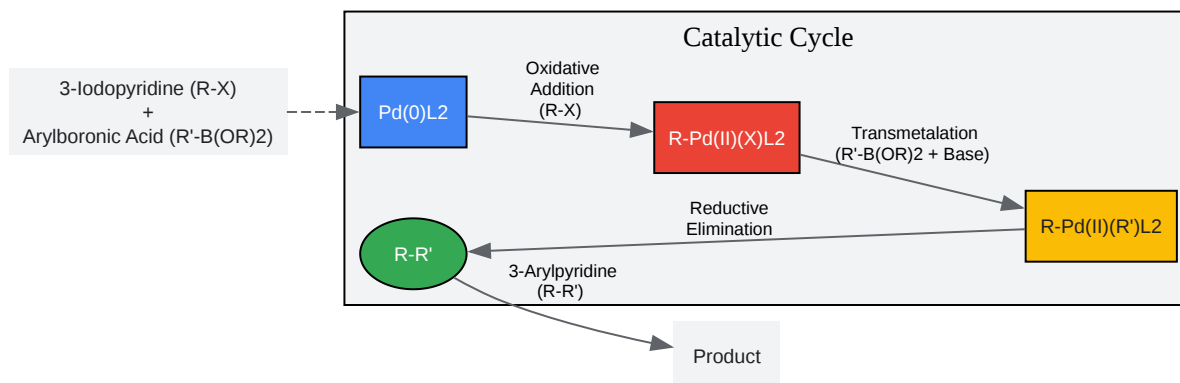 Catalytic Cycle
3-Iodopyridine (R-X)
+
Arylboronic Acid (R'-B(OR)2)
Pd(0)L2
Oxidative
Addition
(R-X)
R-Pd(II)(X)L2
Transmetalation
(R'-B(OR)2 + Base)
R-Pd(II)(R')L2
Reductive
Elimination
R-R'
3-Arylpyridine
(R-R')
Product